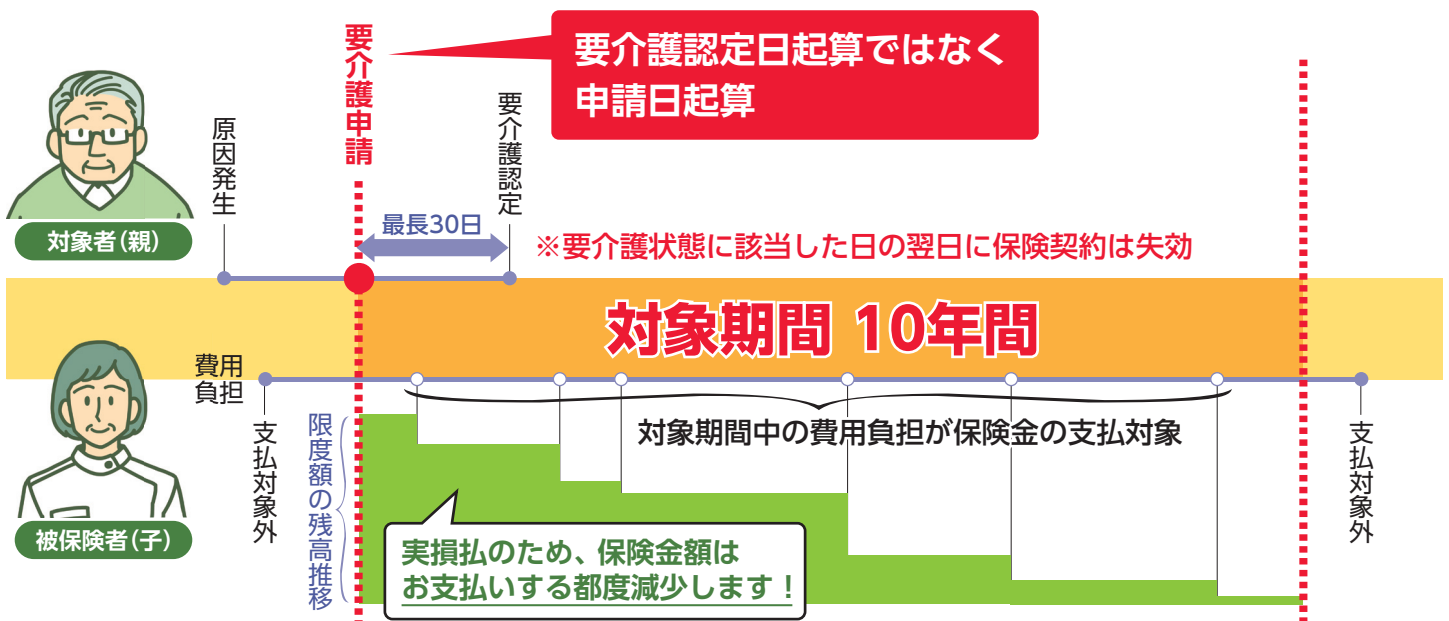 要介護申請
要介護認定日起算ではなく
申請日起算
原因発生
要介護認定
対象者(親)
最長30日
※要介護状態に該当した日の翌日に保険契約は失効
対象期間 10年間
費用
負担
支払対象外
限度額の残高推移
対象期間中の費用負担が保険金の支払対象
支払対象外
被保険者(子)
実損払のため、保険金額は
お支払いする都度減少します！